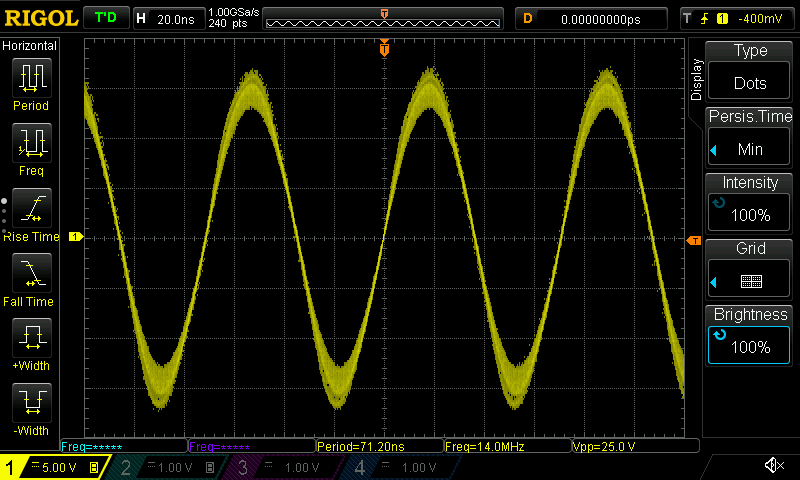 RIGOL T'D H 20.0ns 1.00GSa/s 240 pts D 0.00000000ps T 1 -400mV
Horizontal
Period
Freq
Rise Time
Fall Time
+Width
-Width
T
1
T
Display
Type
Dots
Persis.Time
Min
Intensity
100%
Grid
Brightness
100%
Freq=***** Freq=***** Period=71.20ns Freq=14.0MHz Vpp=25.0 V
1 5.00 V B 2 1.00 V B 3 1.00 V 4 1.00 V